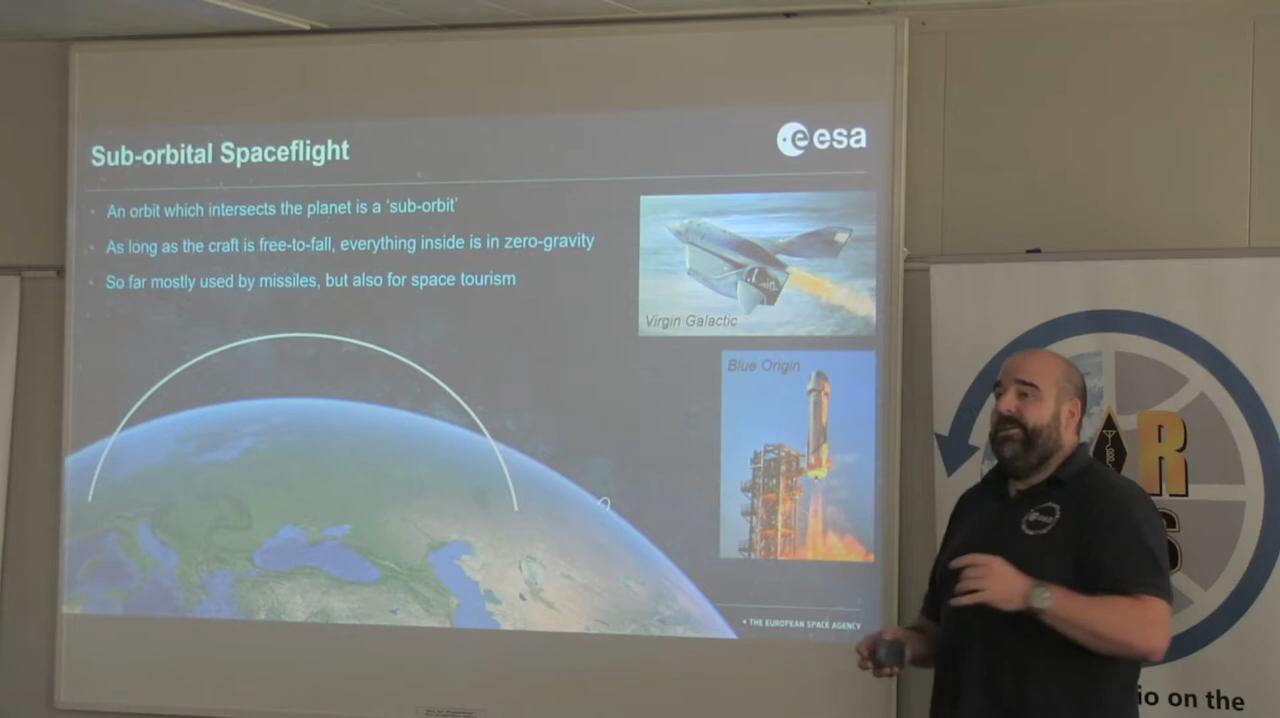 Sub-orbital Spaceflight
esa
An orbit which intersects the planet is a 'sub-orbit'
As long as the craft is free-to-fall, everything inside is in zero-gravity
So far mostly used by missiles, but also for space tourism
Virgin Galactic
Blue Origin
THE EUROPEAN SPACE AGENCY
esa
R
S
io on the